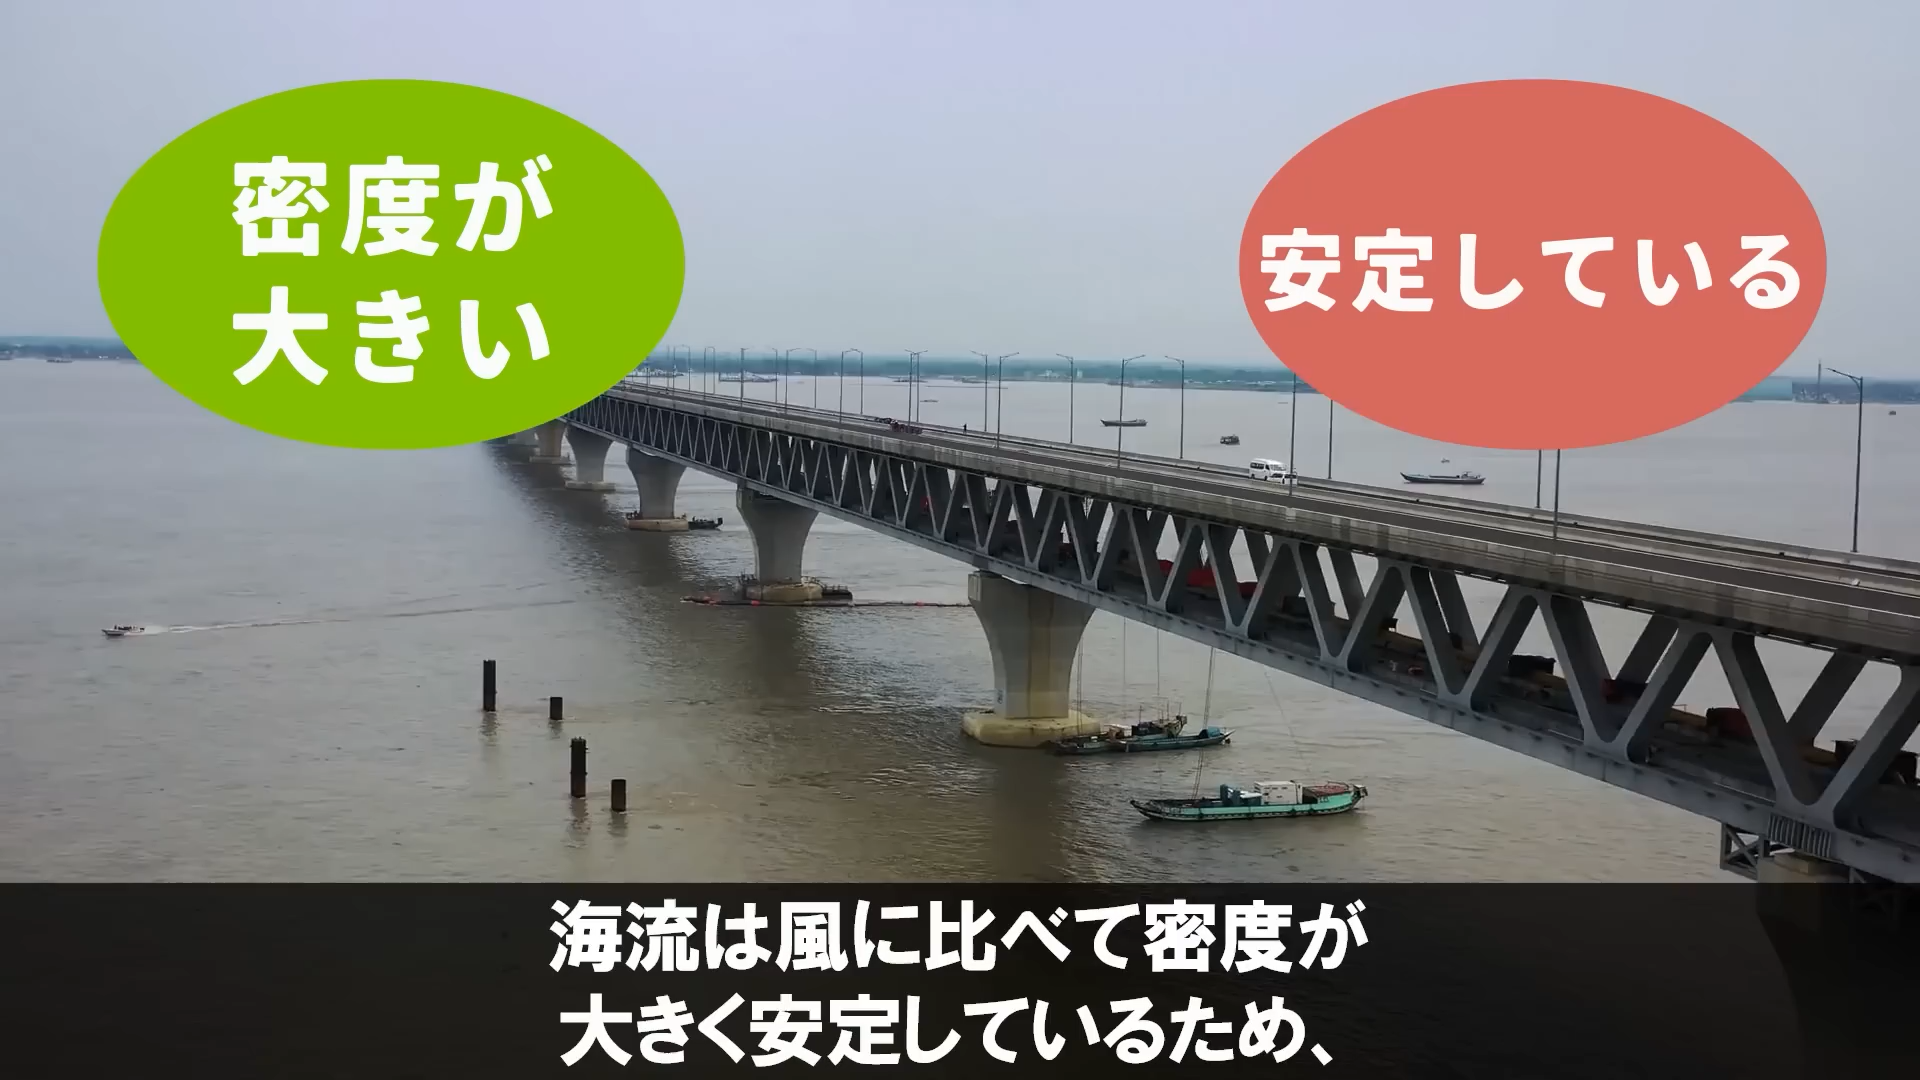 密度が
大きい
安定している
海流は風に比べて密度が
大きく安定しているため、